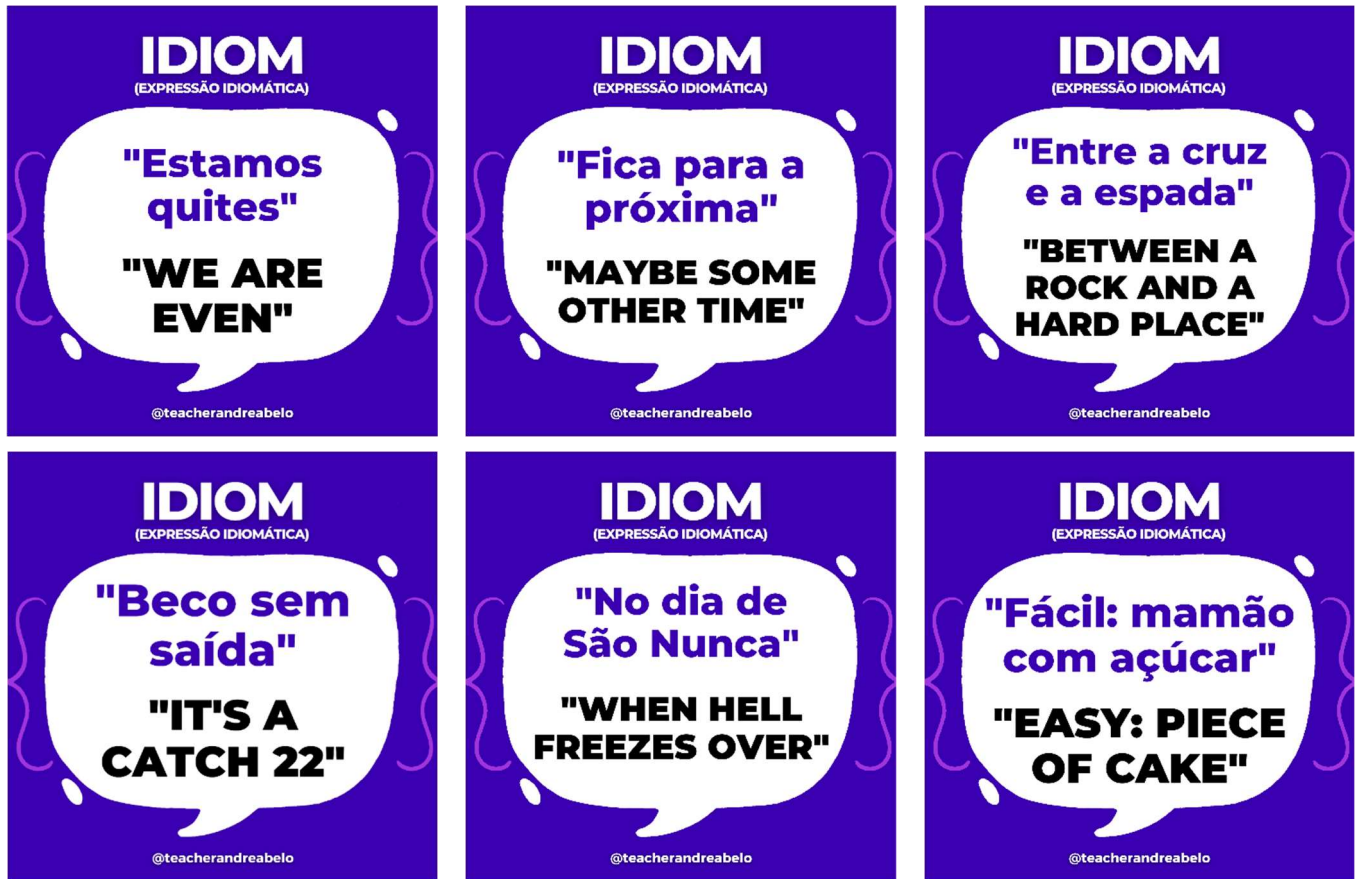 IDIOM
(EXPRESSÃO IDIOMÁTICA)
"Estamos
quites"
"WE ARE
EVEN"
@teacherandreabelo
IDIOM
(EXPRESSÃO IDIOMÁTICA)
"Fica para a
próxima"
"MAYBE SOME
OTHER TIME"
@teacherandreabelo
IDIOM
(EXPRESSÃO IDIOMÁTICA)
"Entre a cruz
e a espada"
"BETWEEN A
ROCK AND A
HARD PLACE"
@teacherandreabelo
IDIOM
(EXPRESSÃO IDIOMÁTICA)
"Beco sem
saída"
"IT'S A
CATCH 22"
@teacherandreabelo
IDIOM
(EXPRESSÃO IDIOMÁTICA)
"No dia de
São Nunca"
"WHEN HELL
FREEZES OVER"
@teacherandreabelo
IDIOM
(EXPRESSÃO IDIOMÁTICA)
"Fácil: mamão
com açúcar"
"EASY: PIECE
OF CAKE"
@teacherandreabelo